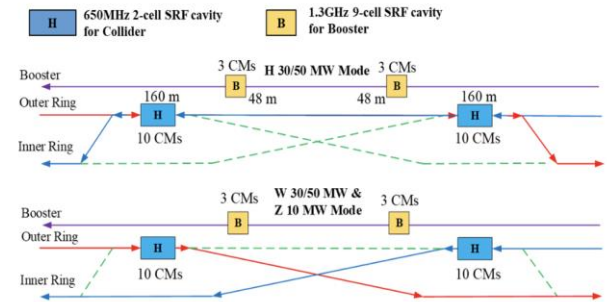 H
650MHz 2-cell SRF cavity
for Collider
B
1.3GHz 9-cell SRF cavity
for Booster
3 CMs H 30/50 MW Mode 3 CMs
Booster
B B
Outer Ring 160 m 48 m 48 m 160 m
H H
10 CMs 10 CMs
Inner Ring
3 CMs W 30/50 MW & 3 CMs
Z 10 MW Mode
Booster
B B
Outer Ring
H H
10 CMs 10 CMs
Inner Ring